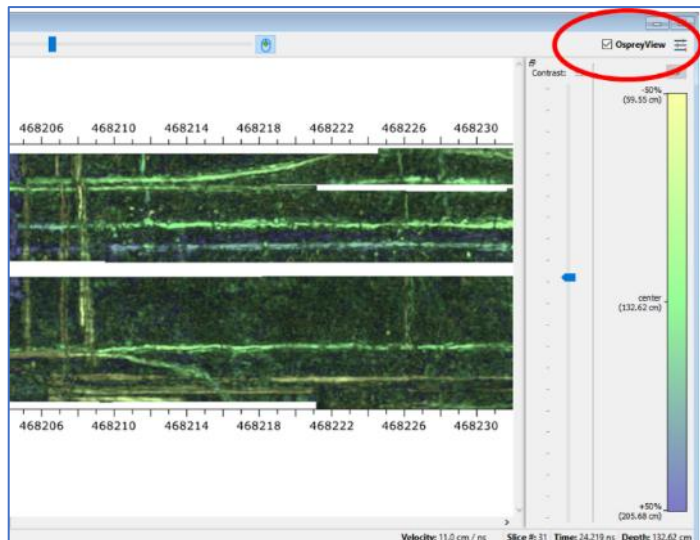 OspreyView
Contrast:
-50%
(59.55 cm)
468206 468210 468214 468218 468222 468226 468230
center
(132.62 cm)
468206 468210 468214 468218 468222 468226 468230
+50%
(205.68 cm)
Velocity: 11.0 cm / ns Slice #: 31 Time: 24.219 ns Depth: 132.62 cm